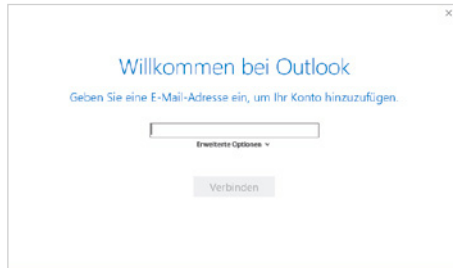 Willkommen bei Outlook
Geben Sie eine E-Mail-Adresse ein, um Ihr Konto hinzuzufügen.
Erweiterte Optionen
Verbinden